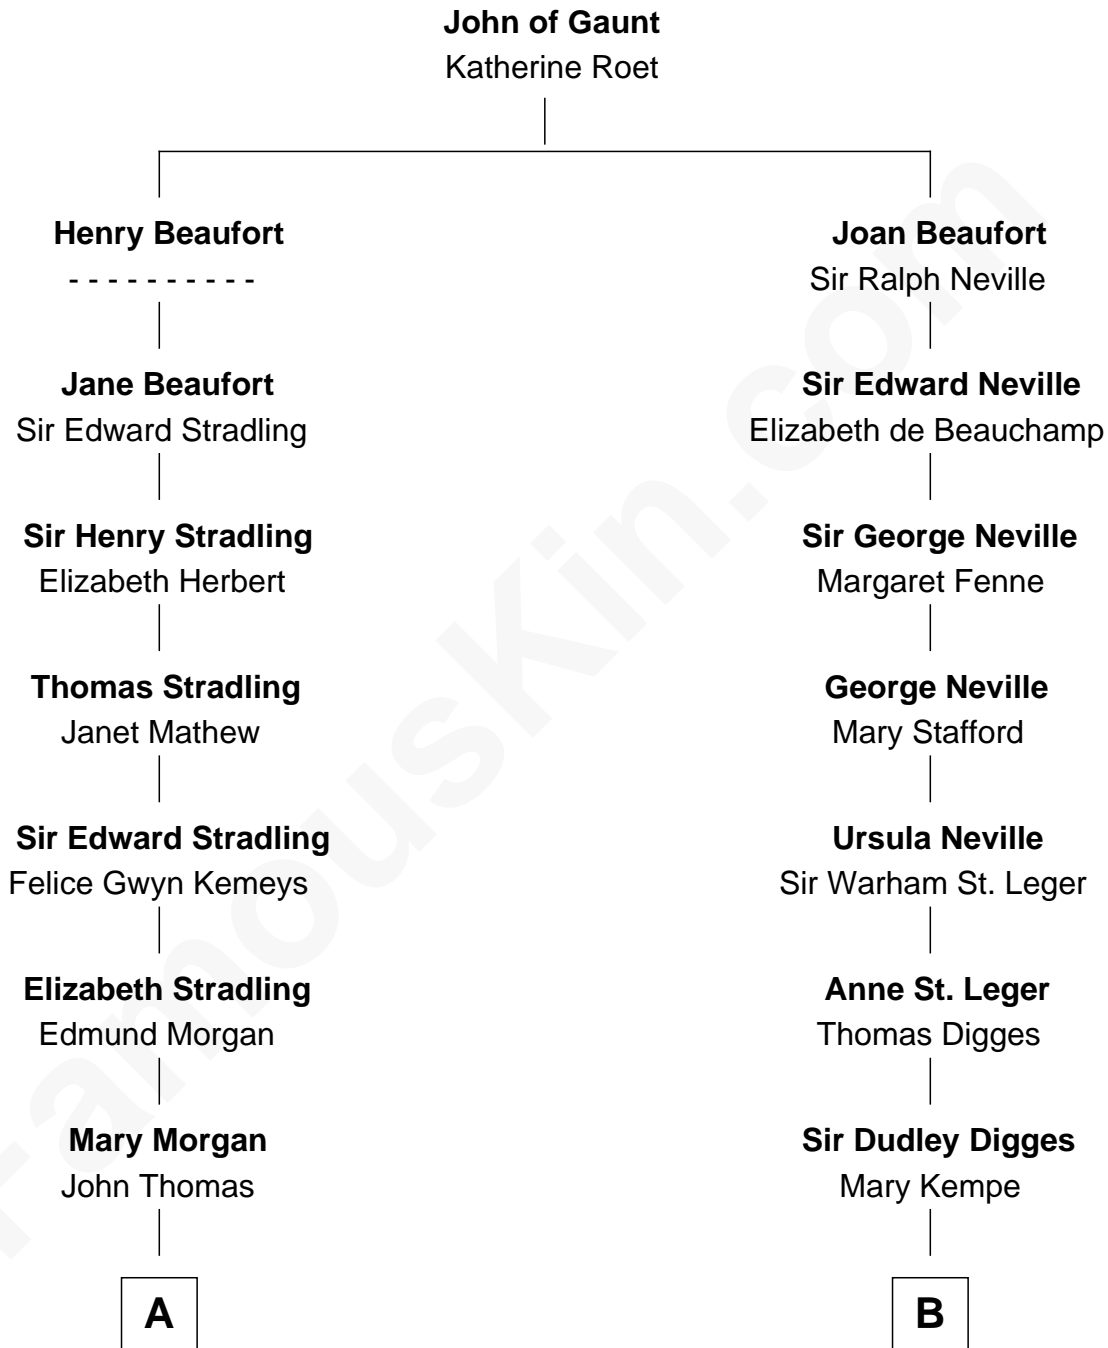 John of Gaunt
Katherine Roet
Henry Beaufort
- - - - - - - - - -
Jane Beaufort
Sir Edward Stradling
Sir Henry Stradling
Elizabeth Herbert
Thomas Stradling
Janet Mathew
Sir Edward Stradling
Felice Gwyn Kemeys
Elizabeth Stradling
Edmund Morgan
Mary Morgan
John Thomas
A
Joan Beaufort
Sir Ralph Neville
Sir Edward Neville
Elizabeth de Beauchamp
Sir George Neville
Margaret Fenne
George Neville
Mary Stafford
Ursula Neville
Sir Warham St. Leger
Anne St. Leger
Thomas Digges
Sir Dudley Digges
Mary Kempe
B
FamousKin.com